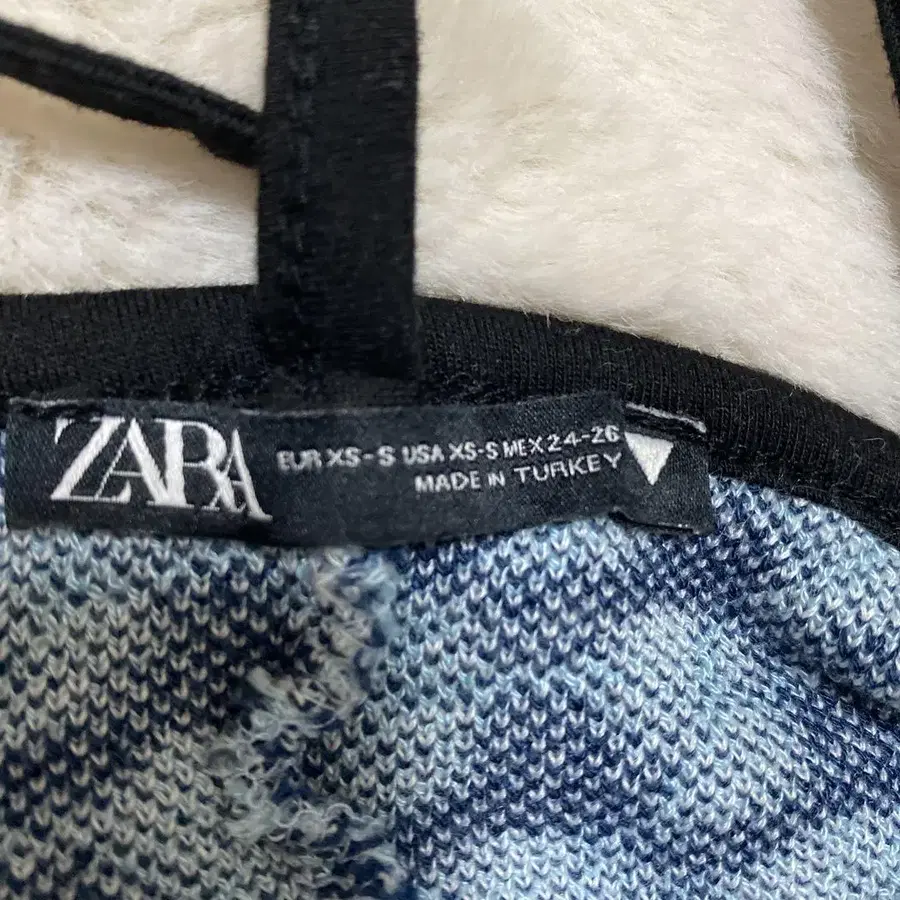 ZARA
EUR XS-S USA XS-S MEX 24-26
MADE IN TURKEY